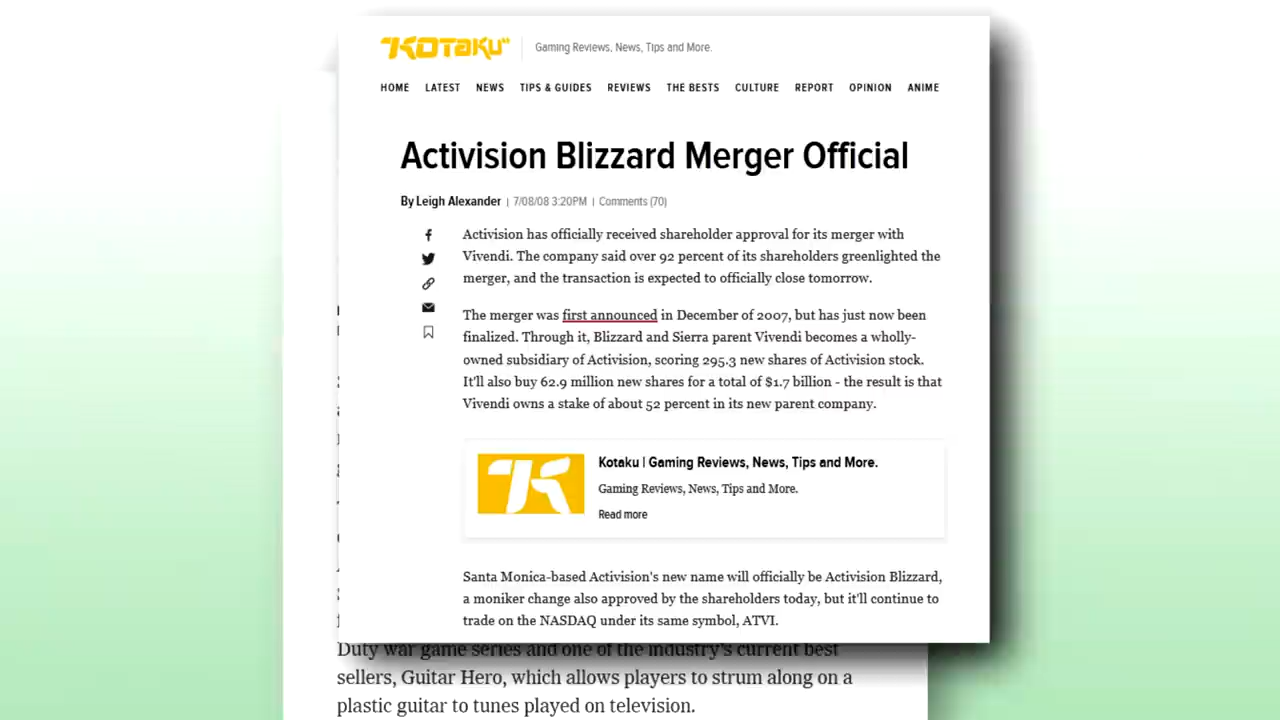 KOTAKU
Gaming Reviews, News, Tips and More.
HOME LATEST NEWS TIPS & GUIDES REVIEWS THE BESTS CULTURE REPORT OPINION ANIME
Activision Blizzard Merger Official
By Leigh Alexander | 7/08/08 3:20PM | Comments (70)
Activision has officially received shareholder approval for its merger with
Vivendi. The company said over 92 percent of its shareholders greenlighted the
merger, and the transaction is expected to officially close tomorrow.
The merger was first announced in December of 2007, but has just now been
finalized. Through it, Blizzard and Sierra parent Vivendi becomes a wholly-
owned subsidiary of Activision, scoring 295.3 new shares of Activision stock.
It'll also buy 62.9 million new shares for a total of $1.7 billion - the result is that
Vivendi owns a stake of about 52 percent in its new parent company.
Kotaku | Gaming Reviews, News, Tips and More.
Gaming Reviews, News, Tips and More.
Read more
Santa Monica-based Activision's new name will officially be Activision Blizzard,
a moniker change also approved by the shareholders today, but it'll continue to
trade on the NASDAQ under its same symbol, ATVI.
Duty war game series and one of the industry's current best
sellers, Guitar Hero, which allows players to strum along on a
plastic guitar to tunes played on television.